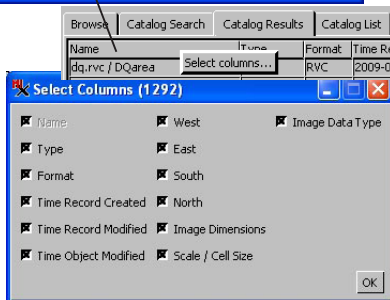 Browse Catalog Search Catalog Results Catalog List
Name Type Format Time Re
dq.rvc / DQarea RVC 2009-0
Select columns...
Select Columns (1292)
Name West Image Data Type
Type East
Format South
Time Record Created North
Time Record Modified Image Dimensions
Time Object Modified Scale / Cell Size
OK